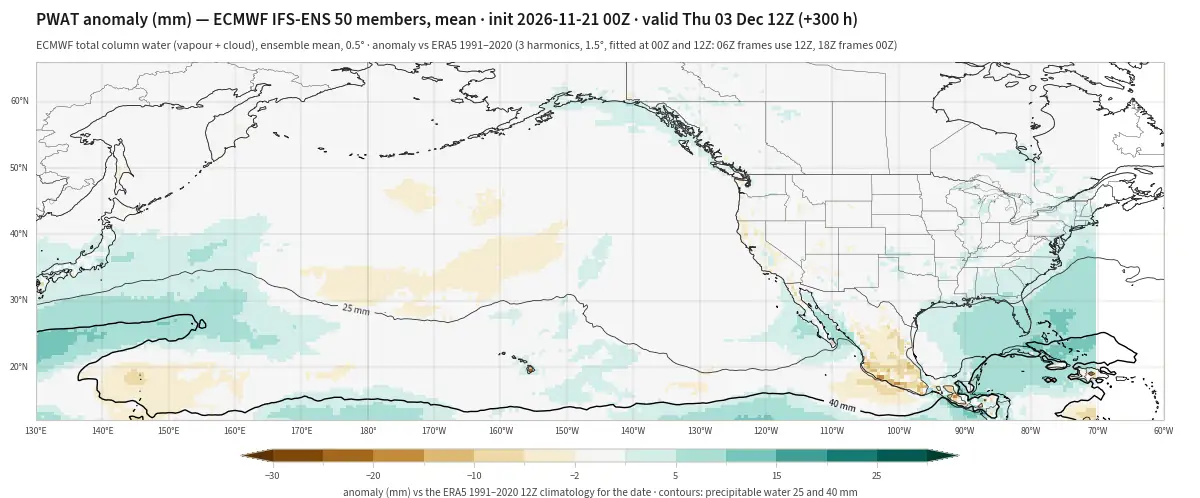 PWAT anomaly (mm) — ECMWF IFS-ENS 50 members, mean · init 2026-11-21 00Z · valid Thu 03 Dec 12Z (+300 h)
ECMWF total column water (vapour + cloud), ensemble mean, 0.5° · anomaly vs ERA5 1991–2020 (3 harmonics, 1.5°, fitted at 00Z and 12Z: 06Z frames use 12Z, 18Z frames 00Z)
60°N
50°N
40°N
30°N
20°N
25 mm
40 mm
130°E 140°E 150°E 160°E 170°E 180° 170°W 160°W 150°W 140°W 130°W 120°W 110°W 100°W 90°W 80°W 70°W 60°W
−30 −20 −10 −2 5 15 25
anomaly (mm) vs the ERA5 1991–2020 12Z climatology for the date · contours: precipitable water 25 and 40 mm